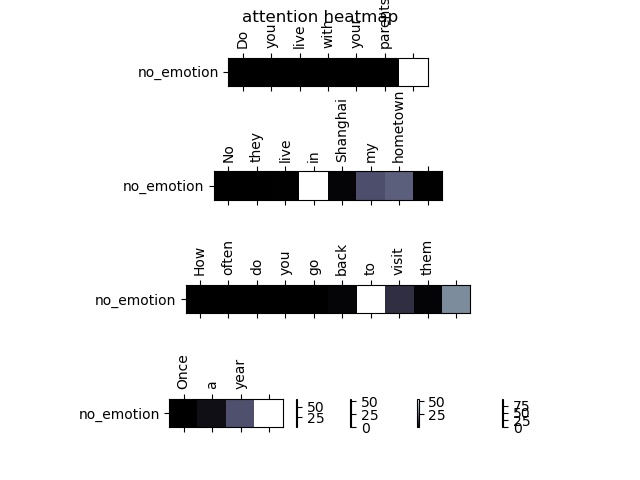 attention heatmap
Do you live with your parents
no_emotion
No they live in Shanghai my hometown
no_emotion
How often do you go back to visit them
no_emotion
Once a year
no_emotion
50
25
50
25
0
50
25
75
50
25
0